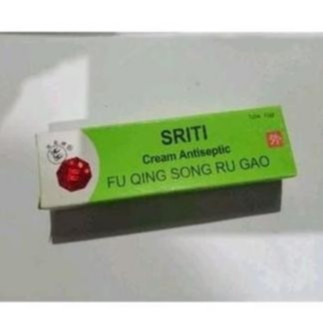 SRITI
Cream Antiseptic
FU QING SONG RU GAO